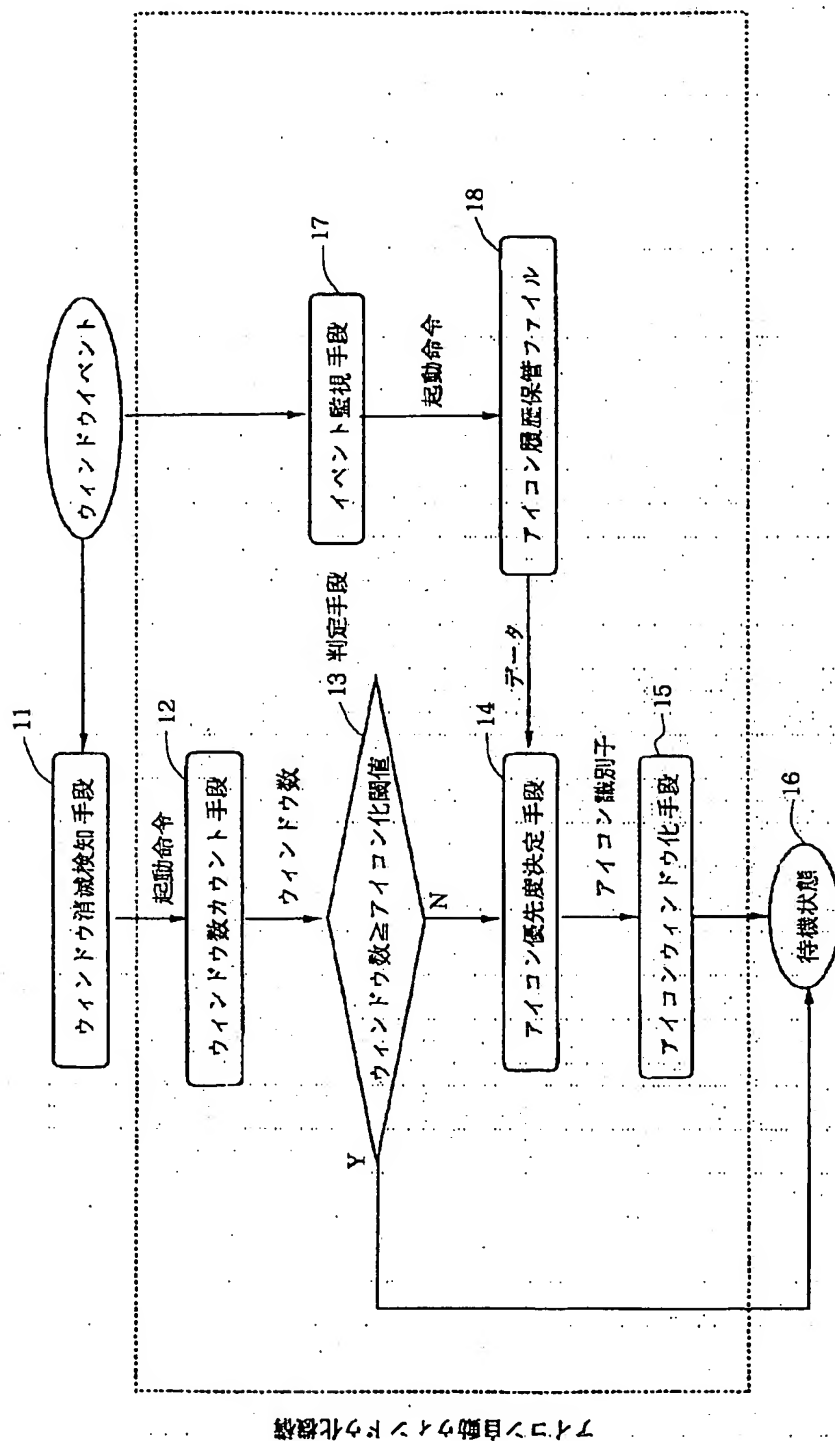 アイコン自動ウィンドウ化機構
ウィンドウイベント
11
ウィンドウ消滅検知手段
起動命令
12
ウィンドウ数カウント手段
ウィンドウ数
13 判定手段
ウィンドウ数≧アイコン化閾値
Y
N
14
アイコン優先度決定手段
アイコン識別子
15
アイコンウィンドウ化手段
16
待機状態
17
イベント監視手段
起動命令
18
アイコン履歴保管ファイル
データ